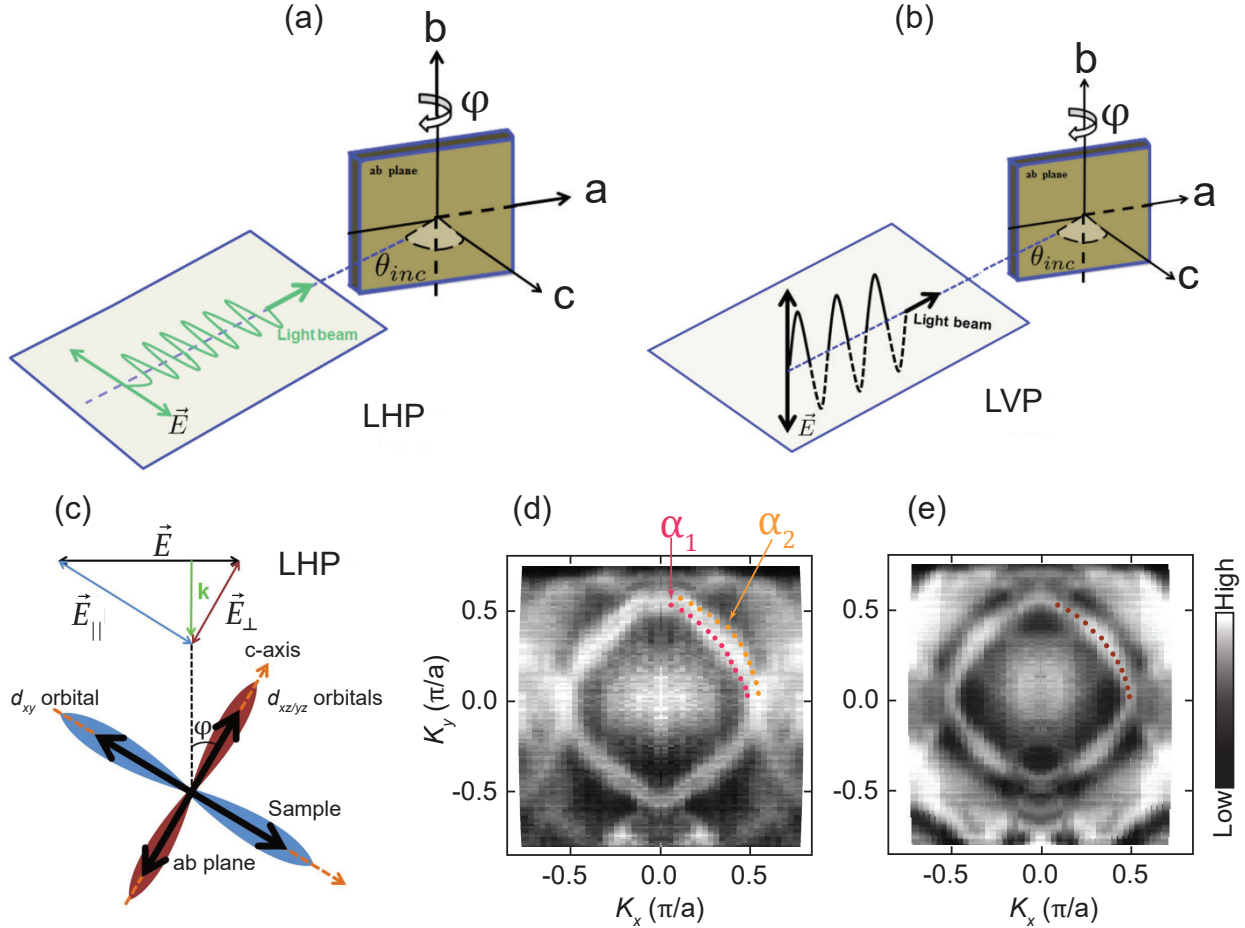 (a)
b
φ
ab plane
a
θinc
c
Light beam
E⃗
LHP
(b)
b
φ
ab plane
a
θinc
c
Light beam
E⃗
LVP
(c)
E⃗
LHP
k
E⃗||
E⃗⊥
c-axis
dxy orbital
dxz/yz orbitals
φ
Sample
ab plane
(d)
α1
α2
0.5
0.0
-0.5
Ky (π/a)
-0.5
0.0
0.5
Kx (π/a)
(e)
0.5
0.0
-0.5
-0.5
0.0
0.5
Kx (π/a)
High
Low